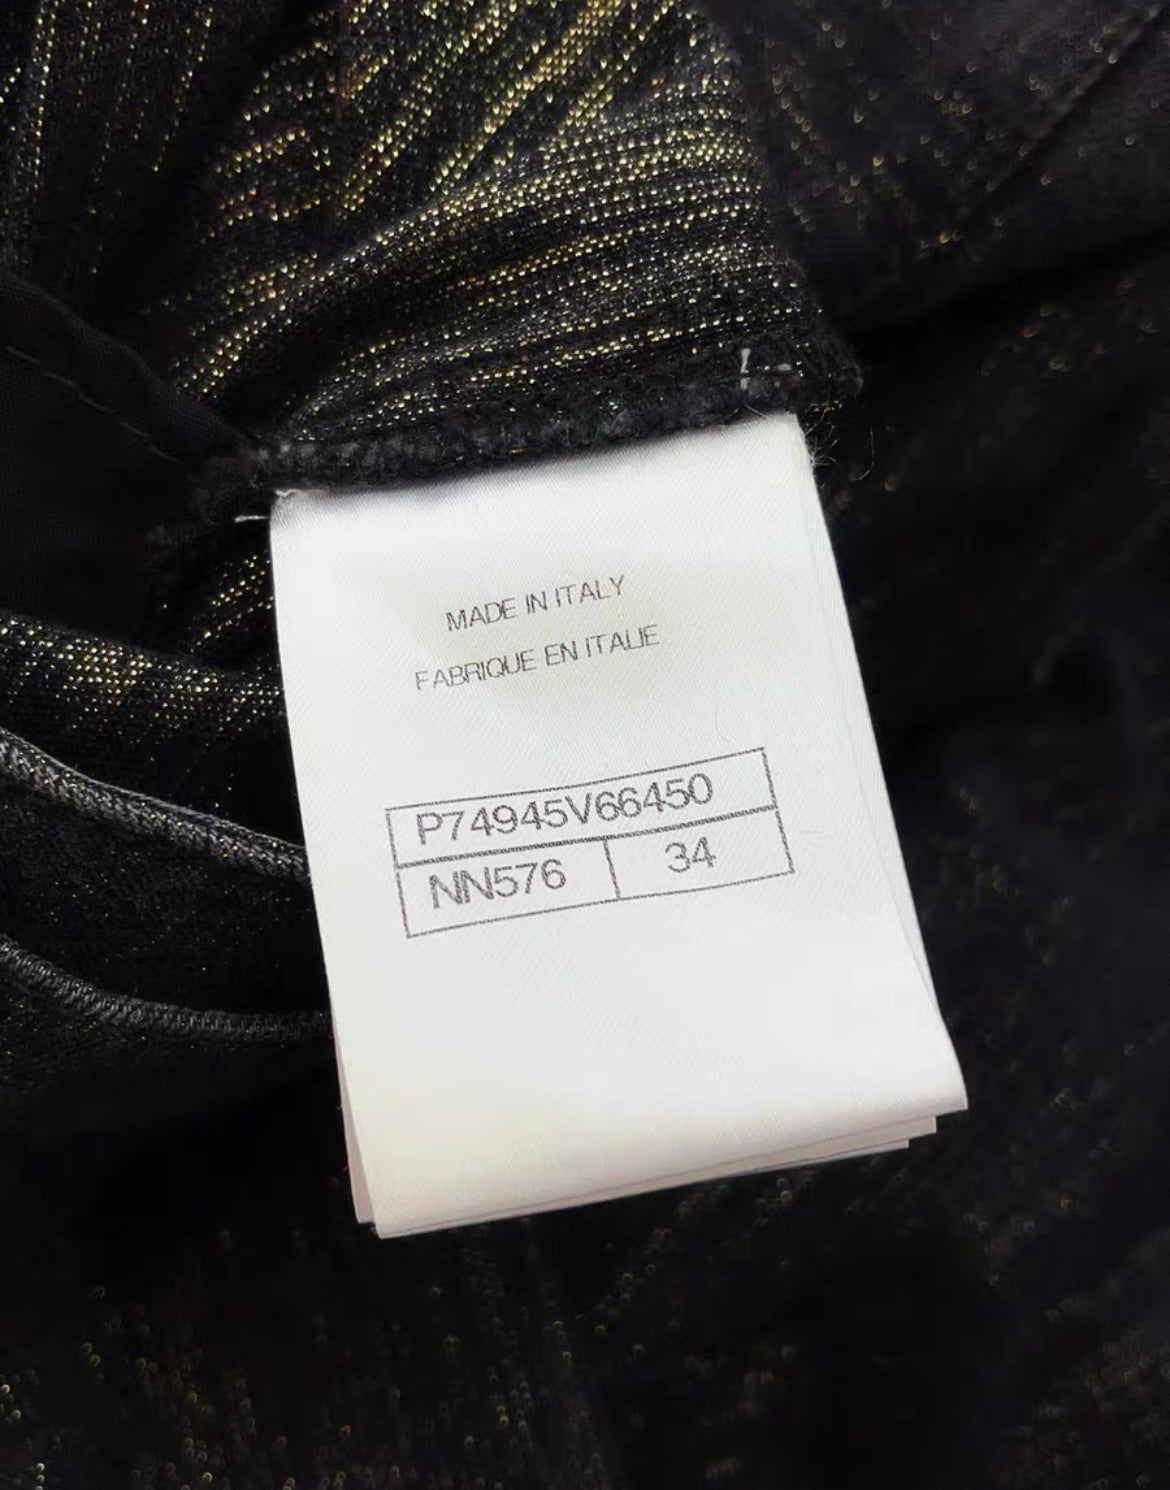 MADE IN ITALY
FABRIQUE EN ITALIE
P74945V66450
NN576 34